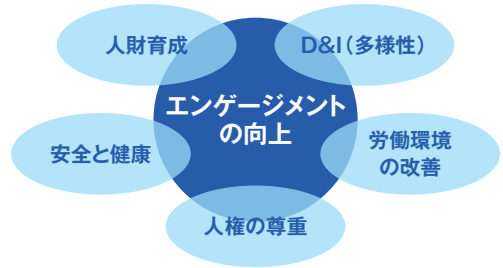 人財育成
D&I（多様性）
エンゲージメント
の向上
安全と健康
労働環境
の改善
人権の尊重